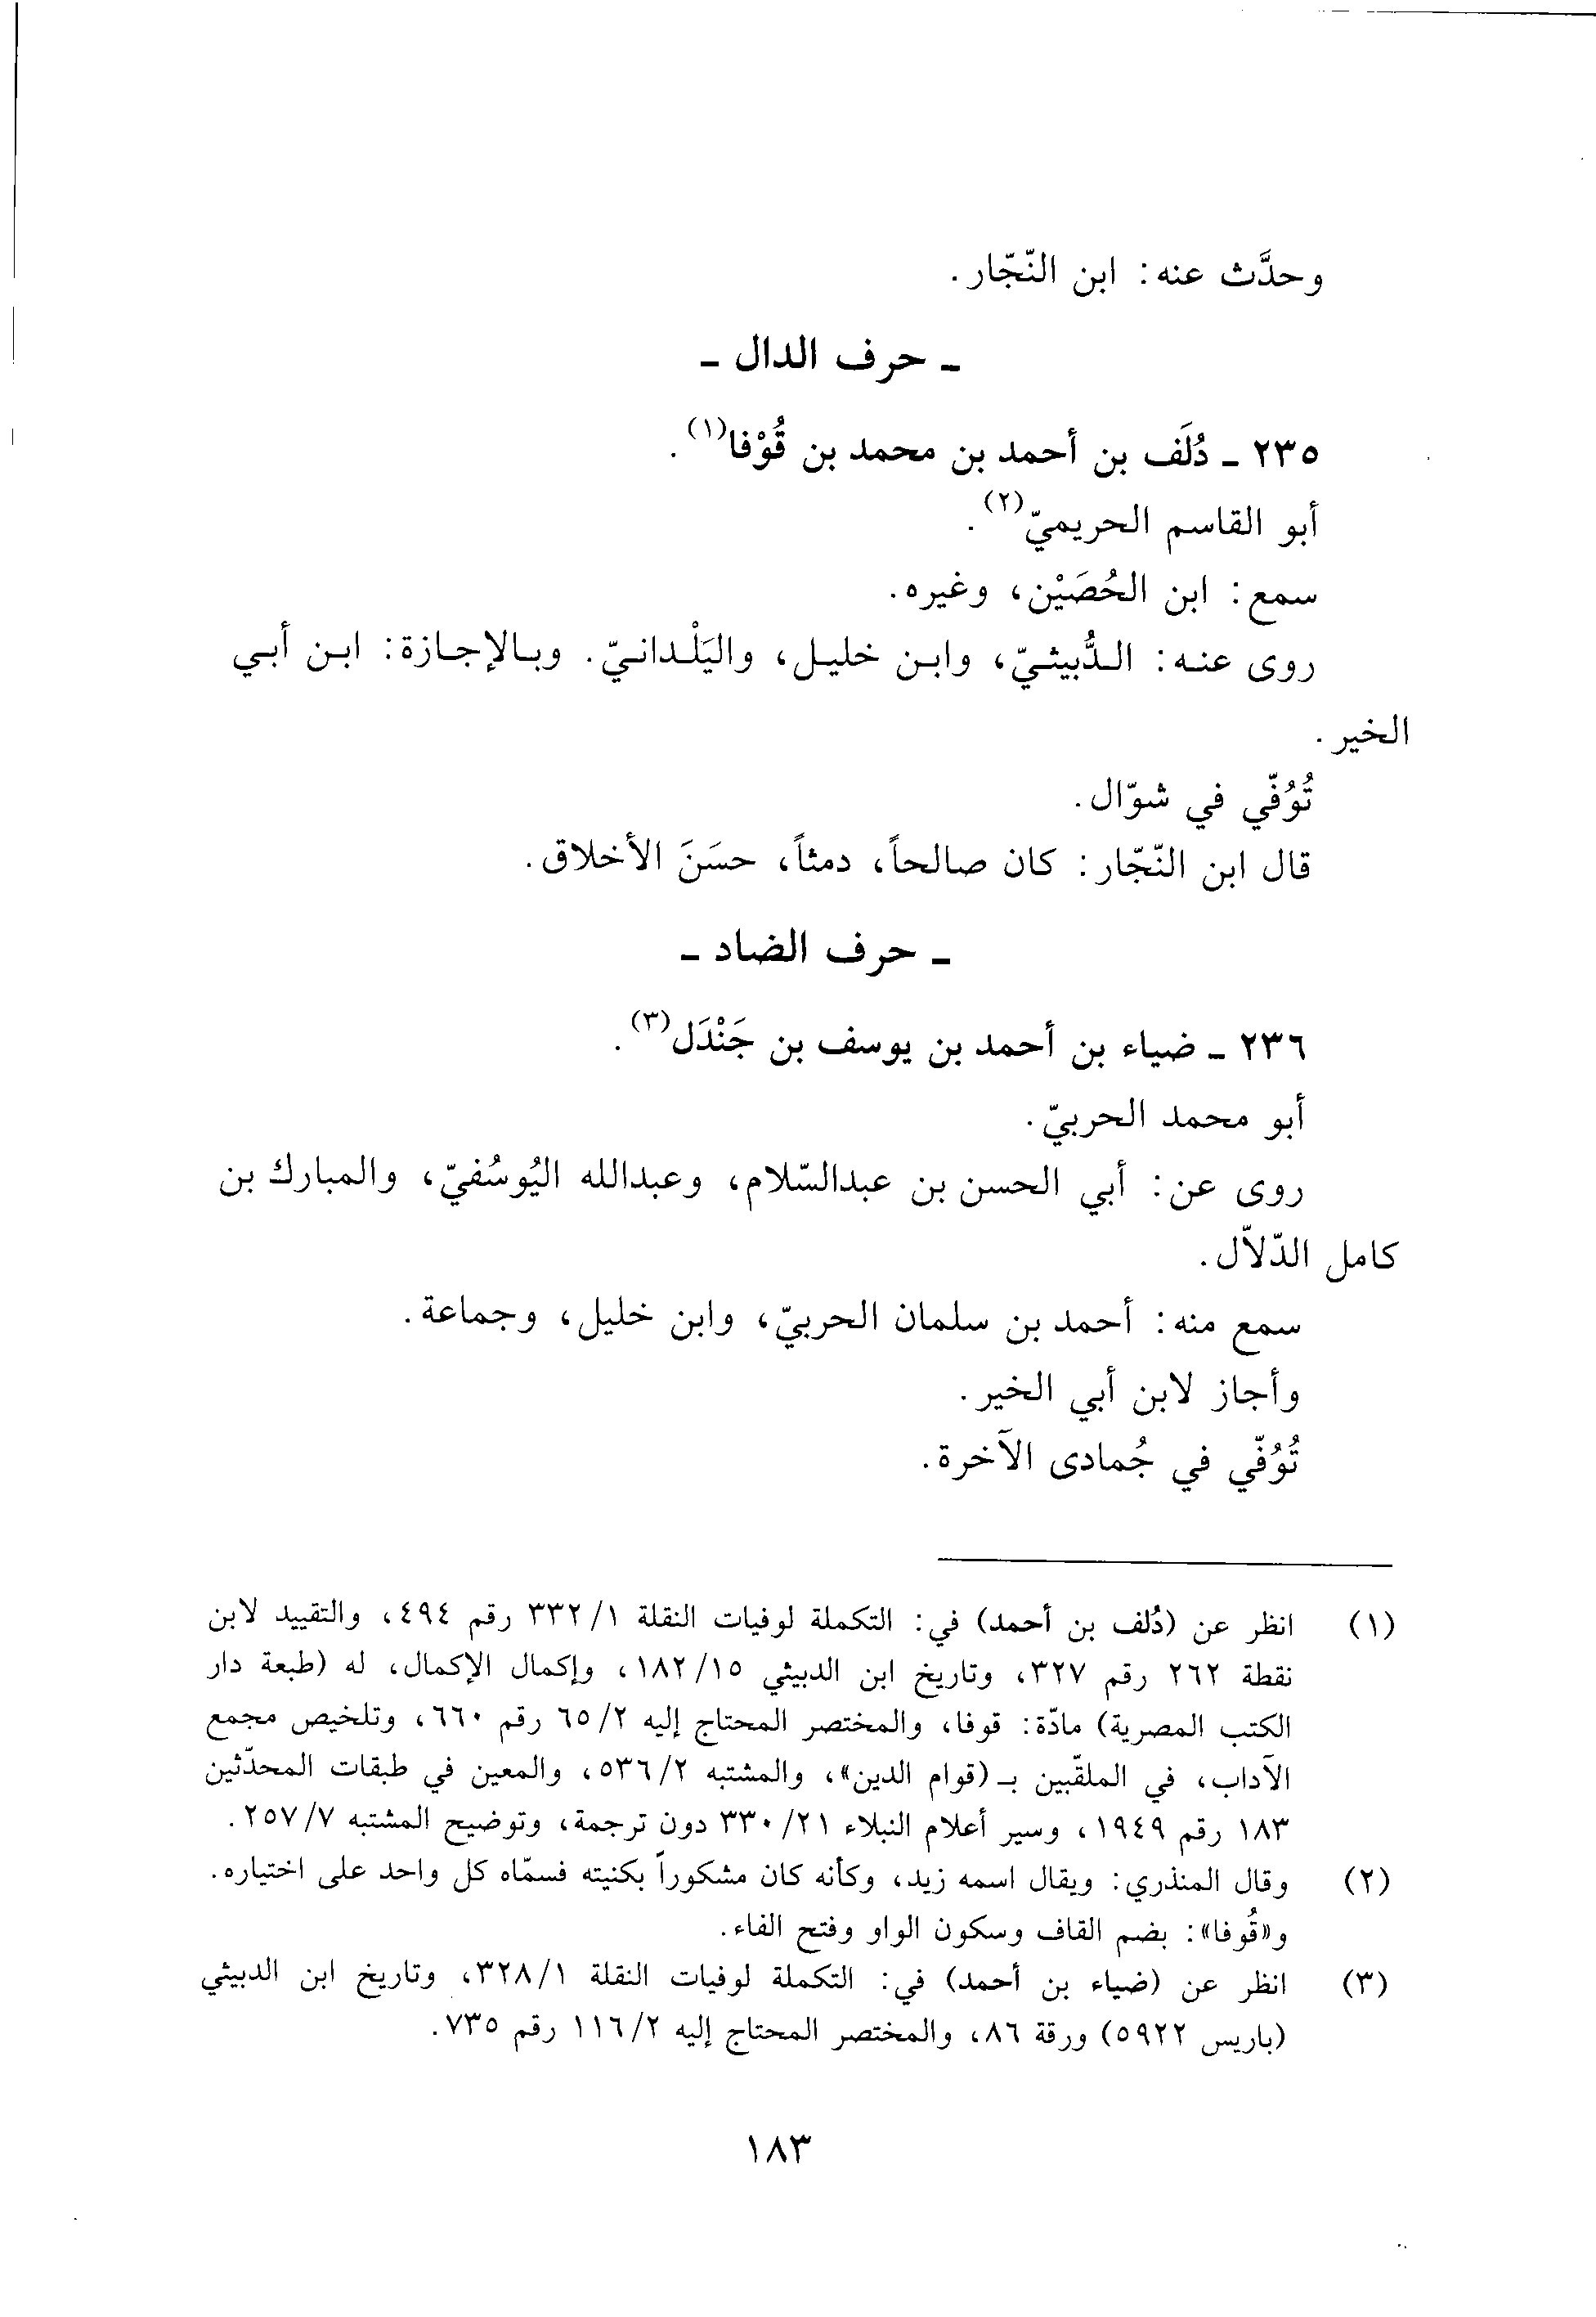 وحدَّث عنه: ابن النّجّار.
ـ حرف الدال ـ
٢٣٥ ـ دُلَف بن أحمد بن محمد بن قُوْفا(١).
أبو القاسم الحريميّ(٢).
سمع: ابن الحُصَيْن، وغيره.
روى عنه: الدُّبيثيّ، وابن خليل، واليَلْدانيّ. وبالإجازة: ابن أبي
الخير.
تُوُفّي في شوّال.
قال ابن النّجّار: كان صالحاً، دمثاً، حسَنَ الأخلاق.
ـ حرف الضاد ـ
٢٣٦ ـ ضياء بن أحمد بن يوسف بن جَنْدَل(٣).
أبو محمد الحربيّ.
روى عن: أبي الحسن بن عبدالسّلام، وعبدالله اليُوسُفيّ، والمبارك بن
كامل الدّلاّل.
سمع منه: أحمد بن سلمان الحربيّ، وابن خليل، وجماعة.
وأجاز لابن أبي الخير.
تُوُفّي في جُمادى الآخرة.
(١) انظر عن (دُلف بن أحمد) في: التكملة لوفيات النقلة ١/ ٣٣٢ رقم ٤٩٤، والتقييد لابن
نقطة ٢٦٢ رقم ٣٢٧، وتاريخ ابن الدبيثي ١٥/ ١٨٢، وإكمال الإكمال، له (طبعة دار
الكتب المصرية) مادّة: قوفا، والمختصر المحتاج إليه ٢/ ٦٥ رقم ٦٦٠، وتلخيص مجمع
الآداب، في الملقّبين بـ (قوام الدين»، والمشتبه ٢/ ٥٣٦، والمعين في طبقات المحدّثين
١٨٣ رقم ١٩٤٩، وسير أعلام النبلاء ٢١/ ٣٣٠ دون ترجمة، وتوضيح المشتبه ٧/ ٢٥٧.
(٢) وقال المنذري: ويقال اسمه زيد، وكأنه كان مشكوراً بكنيته فسمّاه كل واحد على اختياره.
و«قُوفا»: بضم القاف وسكون الواو وفتح الفاء.
(٣) انظر عن (ضياء بن أحمد) في: التكملة لوفيات النقلة ١/ ٣٢٨، وتاريخ ابن الدبيثي
(باريس ٥٩٢٢) ورقة ٨٦، والمختصر المحتاج إليه ٢/ ١١٦ رقم ٧٣٥.
١٨٣